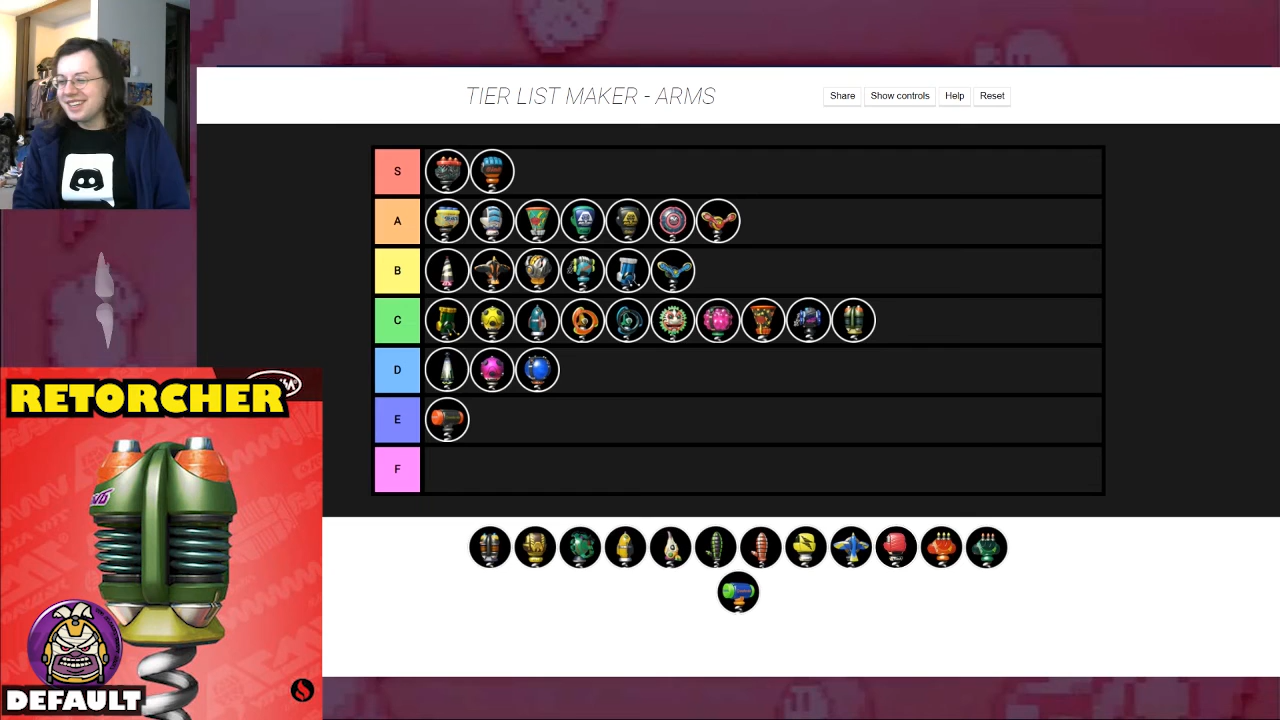 TIER LIST MAKER - ARMS
Share
Show controls
Help
Reset
S
A
B
C
D
E
F
RETORCHER
DEFAULT